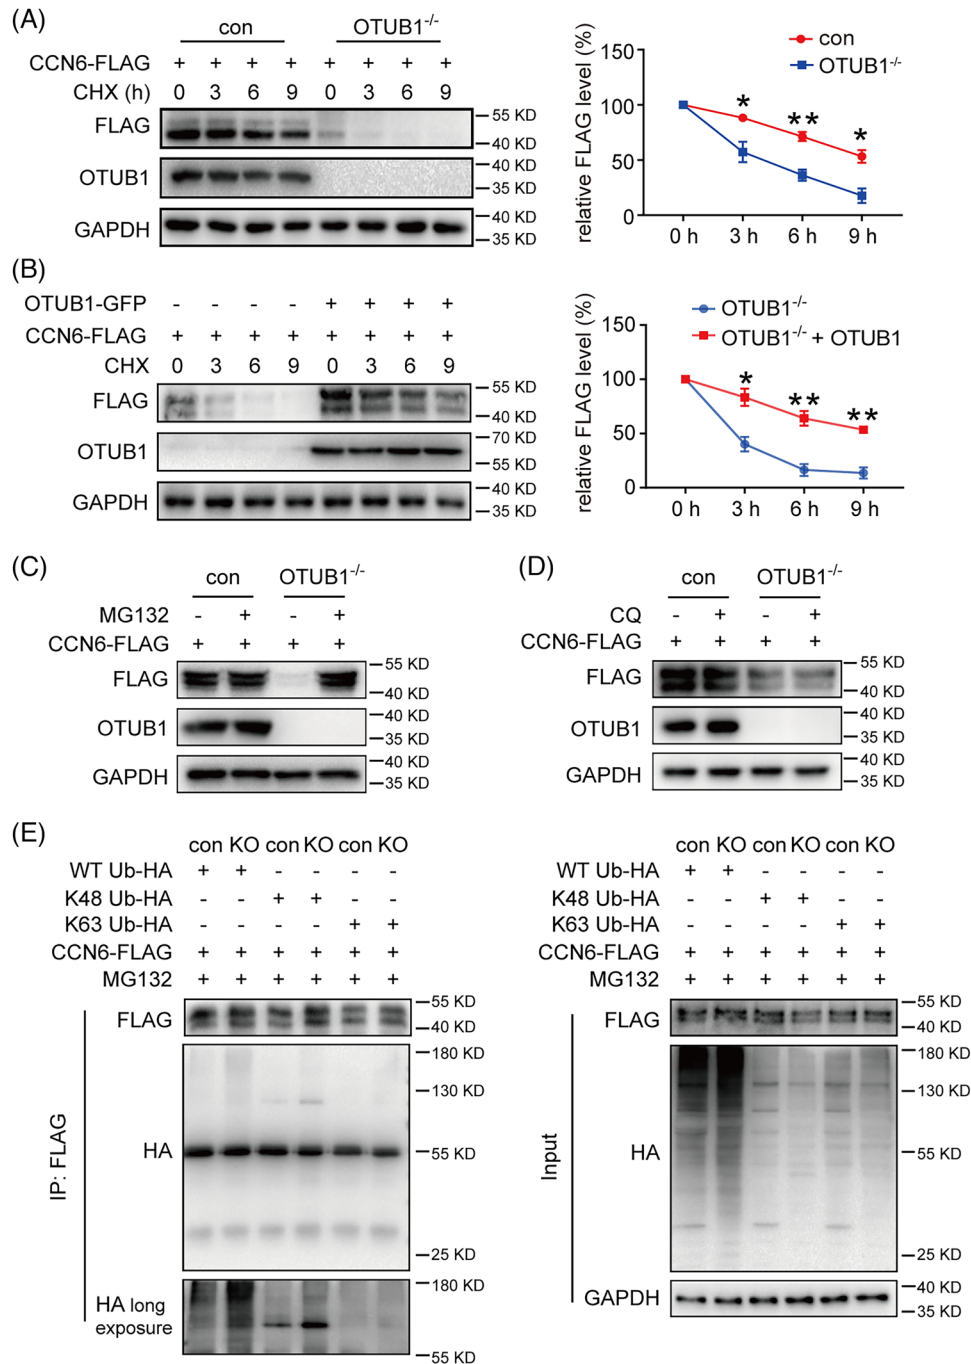 (A)
con OTUB1-/-
CCN6-FLAG + + + + + + + +
CHX (h) 0 3 6 9 0 3 6 9
FLAG 55 KD
40 KD
OTUB1 40 KD
35 KD
GAPDH 40 KD
35 KD
relative FLAG level (%)
con
OTUB1-/-
150
100
50
0
* ** *
0 h 3 h 6 h 9 h
(B)
OTUB1-GFP - - - - + + + +
CCN6-FLAG + + + + + + + +
CHX 0 3 6 9 0 3 6 9
FLAG 55 KD
40 KD
OTUB1 70 KD
55 KD
GAPDH 40 KD
35 KD
relative FLAG level (%)
OTUB1-/-
OTUB1-/- + OTUB1
150
100
50
0
* ** **
0 h 3 h 6 h 9 h
(C)
con OTUB1-/-
MG132 - + - +
CCN6-FLAG + + + +
FLAG 55 KD
40 KD
OTUB1 40 KD
35 KD
GAPDH 40 KD
35 KD
(D)
con OTUB1-/-
CQ - + - +
CCN6-FLAG + + + +
FLAG 55 KD
40 KD
OTUB1 40 KD
35 KD
GAPDH 40 KD
35 KD
(E)
con KO con KO con KO
WT Ub-HA + + - - - -
K48 Ub-HA - - + + - -
K63 Ub-HA - - - - + +
CCN6-FLAG + + + + + +
MG132 + + + + + +
IP: FLAG
FLAG 55 KD
40 KD
180 KD
130 KD
HA 55 KD
25 KD
HA long
exposure
180 KD
55 KD
con KO con KO con KO
WT Ub-HA + + - - - -
K48 Ub-HA - - + + - -
K63 Ub-HA - - - - + +
CCN6-FLAG + + + + + +
MG132 + + + + + +
Input
FLAG 55 KD
40 KD
180 KD
130 KD
HA 55 KD
25 KD
GAPDH 40 KD
35 KD